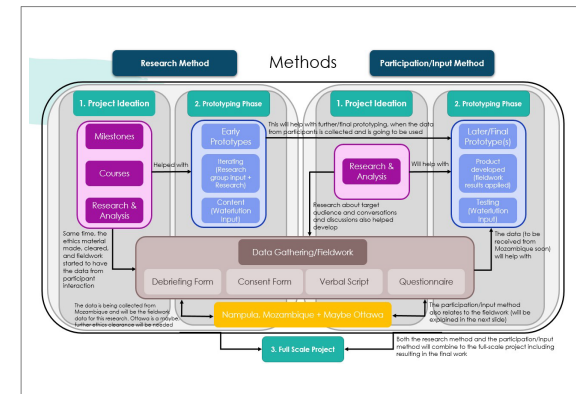 Methods
Research Method
Participation/Input Method
1. Project Ideation
2. Prototyping Phase
1. Project Ideation
2. Prototyping Phase
Milestones
Courses
Research &
Analysis
Helped with
Early
Prototypes
Iterating
(Research
group Input +
Research)
Content
(Watertution
Input)
This will help with further/final prototyping, when the data
from participants is collected and is going to be used
Research &
Analysis
Will help with
Later/Final
Prototype(s)
Product
developed
(fieldwork
results applied)
Testing
(Watertution
Input)
Research about target
audience and conversations
and discussions also helped
develop
Same time, the
ethics material
made, cleared,
and fieldwork
started to have
the data from
participant
interaction
Data Gathering/Fieldwork
Debriefing Form
Consent Form
Verbal Script
Questionnaire
The data (to be
received from
Mozambique soon)
will help with
The data is being collected from
Mozambique and will be the fieldwork
data for this research. Ottawa is a maybe,
further ethics clearance will be needed
Nampula, Mozambique + Maybe Ottawa
The participation/input method
also relates to the fieldwork (will be
explained in the next slide)
3. Full Scale Project
Both the research method and the participation/input
method will combine to the full-scale project including
resulting in the final work